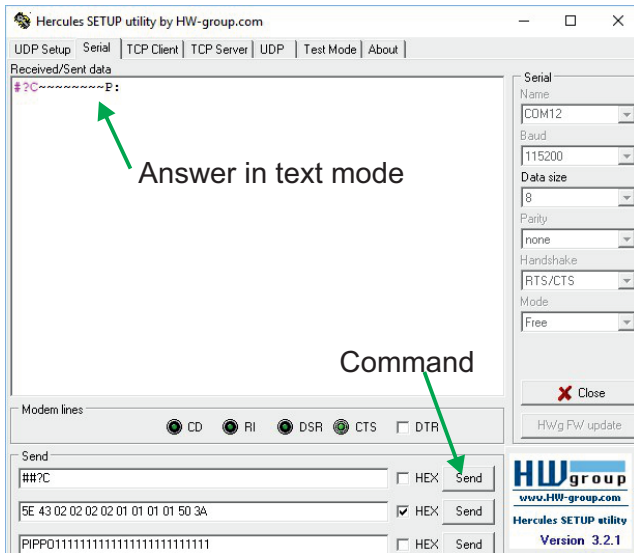 Hercules SETUP utility by HW-group.com
UDP Setup Serial TCP Client TCP Server UDP Test Mode About
Received/Sent data
#?C~~~~~~~~P:
Answer in text mode
Serial
Name
COM12
Baud
115200
Data size
8
Parity
none
Handshake
RTS/CTS
Mode
Free
Command
Close
HWg FW update
Modem lines
CD RI DSR CTS DTR
Send
##?C HEX Send
5E 43 02 02 02 02 01 01 01 01 50 3A HEX Send
PIPPO1111111111111111111111111 HEX Send
HW group
www.HW-group.com
Hercules SETUP utility
Version 3.2.1